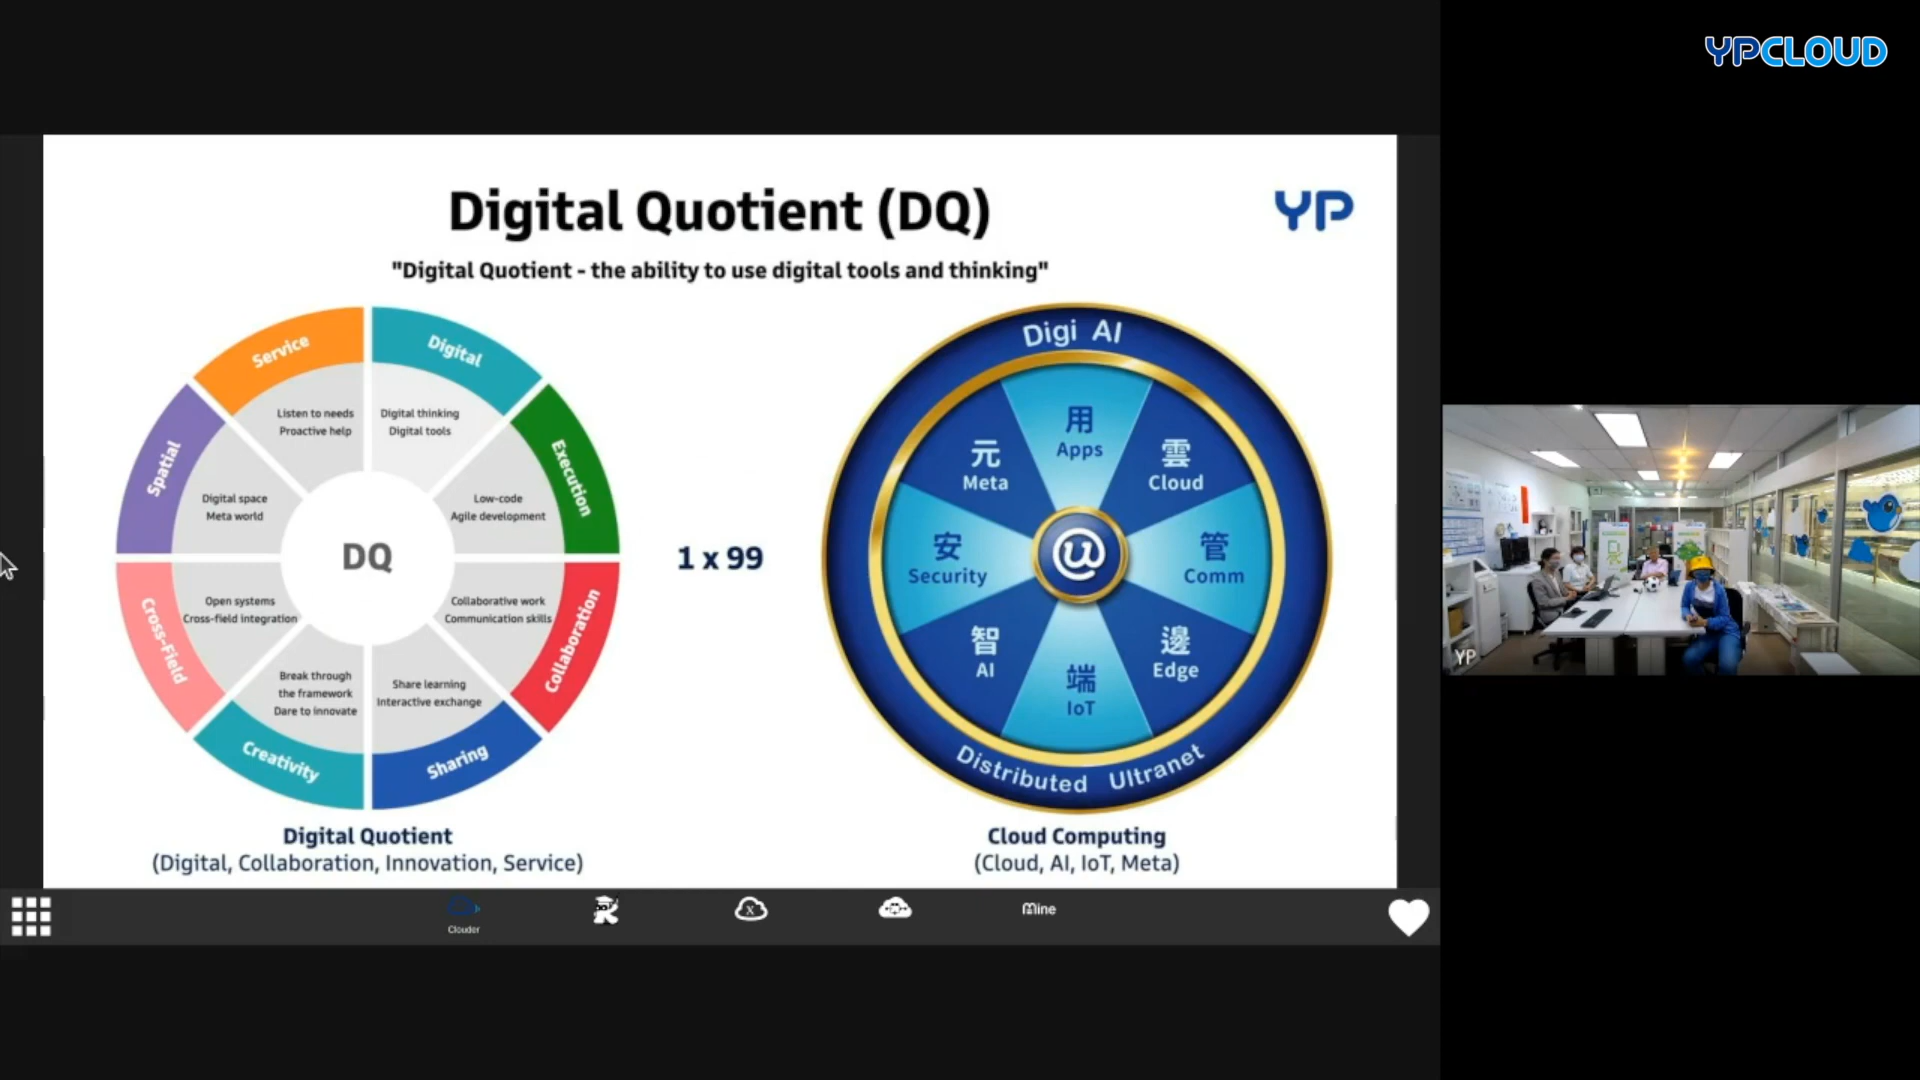 YPCLOUD
Digital Quotient (DQ)
YP
"Digital Quotient - the ability to use digital tools and thinking"
Service
Listen to needs
Proactive help
Digital
Digital thinking
Digital tools
Execution
Low-code
Agile development
Collaboration
Collaborative work
Communication skills
Sharing
Share learning
Interactive exchange
Creativity
Break through
the framework
Dare to innovate
Cross-Field
Open systems
Cross-field integration
Spatial
Digital space
Meta world
DQ
1 x 99
Digi AI
用
Apps
雲
Cloud
管
Comm
邊
Edge
端
IoT
智
AI
安
Security
元
Meta
Distributed Ultranet
Digital Quotient
(Digital, Collaboration, Innovation, Service)
Cloud Computing
(Cloud, AI, IoT, Meta)
YP
Clouder
X
Mine